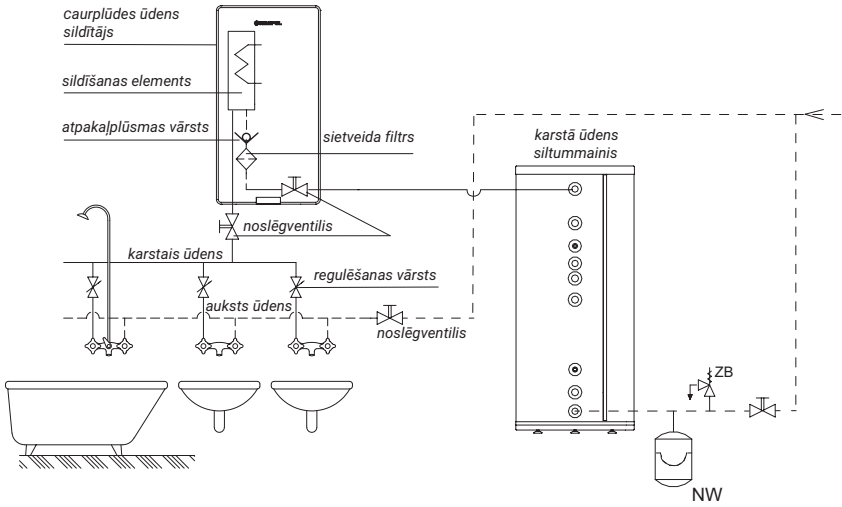 caurplūdes ūdens
sildītājs
sildīšanas elements
atpakaļplūsmas vārsts
sietveida filtrs
karstā ūdens
siltummainis
noslēgventilis
karstais ūdens
regulēšanas vārsts
auksts ūdens
noslēgventilis
ZB
NW